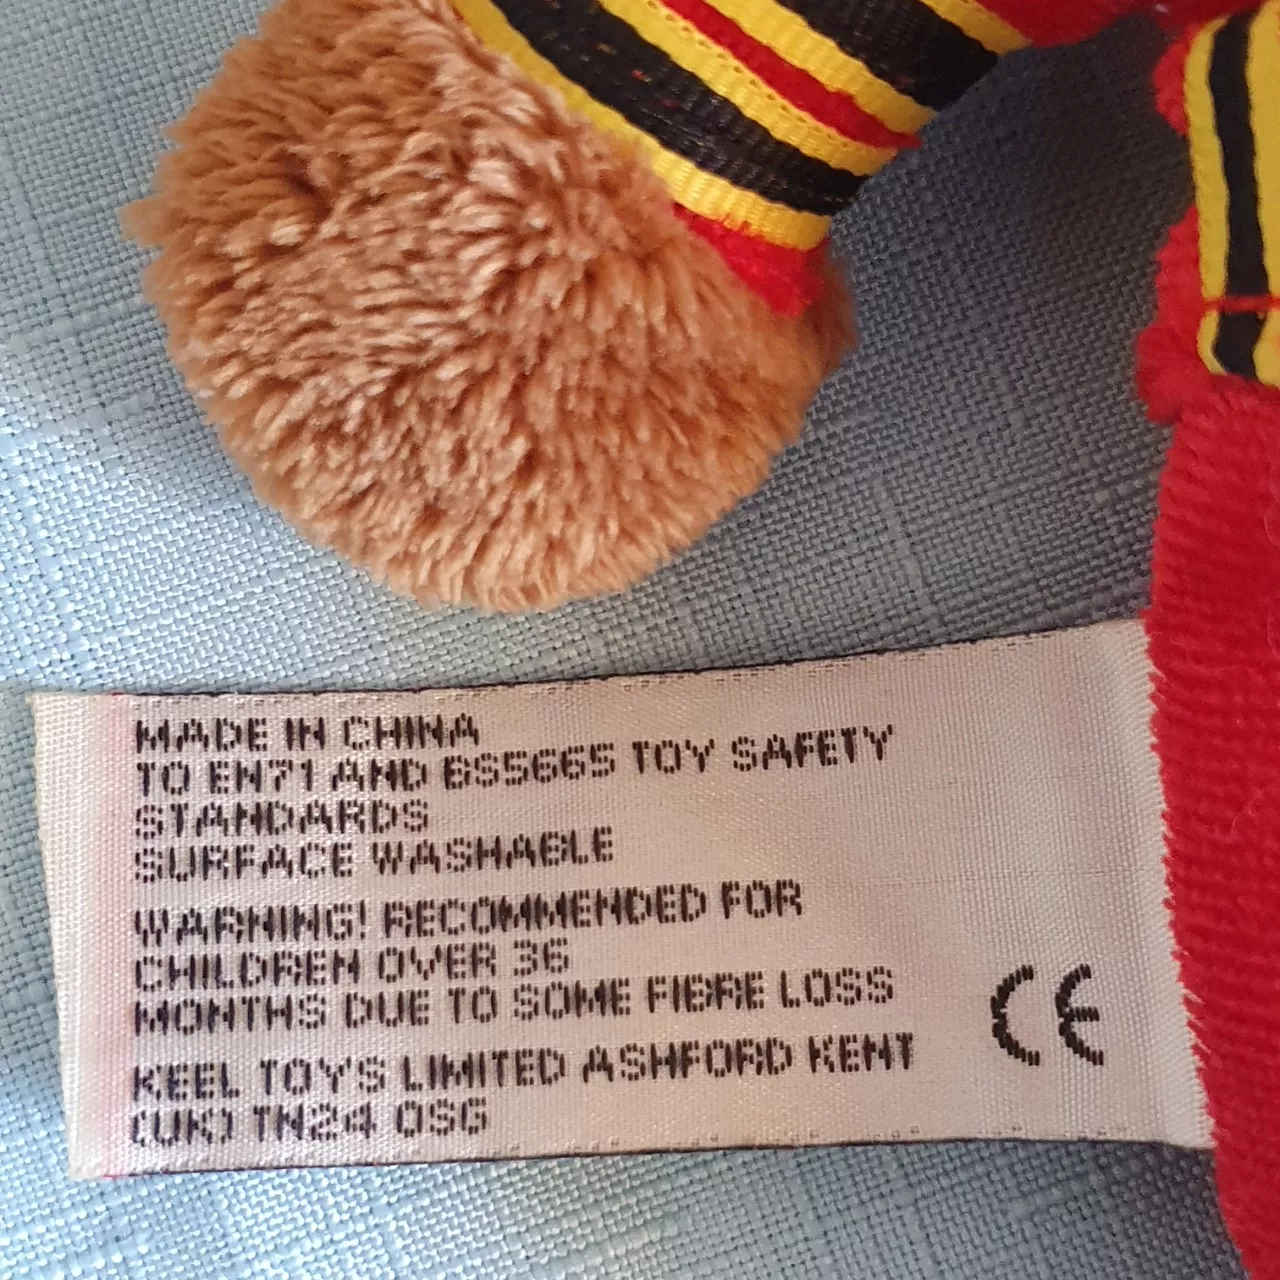 MADE IN CHINA
TO EN71 AND BS5665 TOY SAFETY
STANDARDS
SURFACE WASHABLE
WARNING! RECOMMENDED FOR
CHILDREN OVER 36
MONTHS DUE TO SOME FIBRE LOSS
KEEL TOYS LIMITED ASHFORD KENT
(UK) TN24 0SG
CE